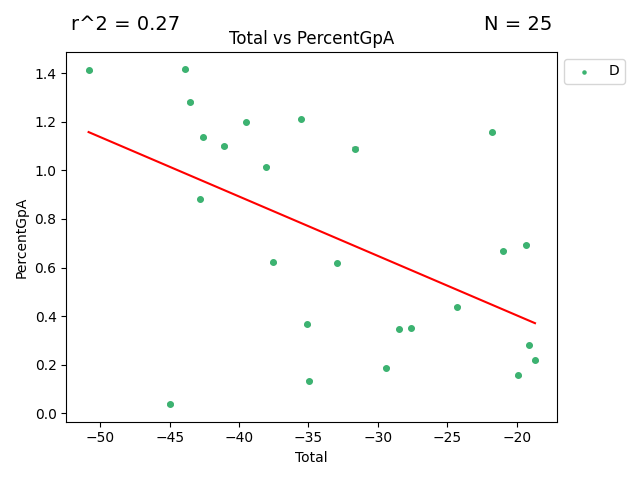 r^2 = 0.27
N = 25
Total vs PercentGpA
D
1.4
1.2
1.0
0.8
0.6
0.4
0.2
0.0
PercentGpA
−50
−45
−40
−35
−30
−25
−20
Total